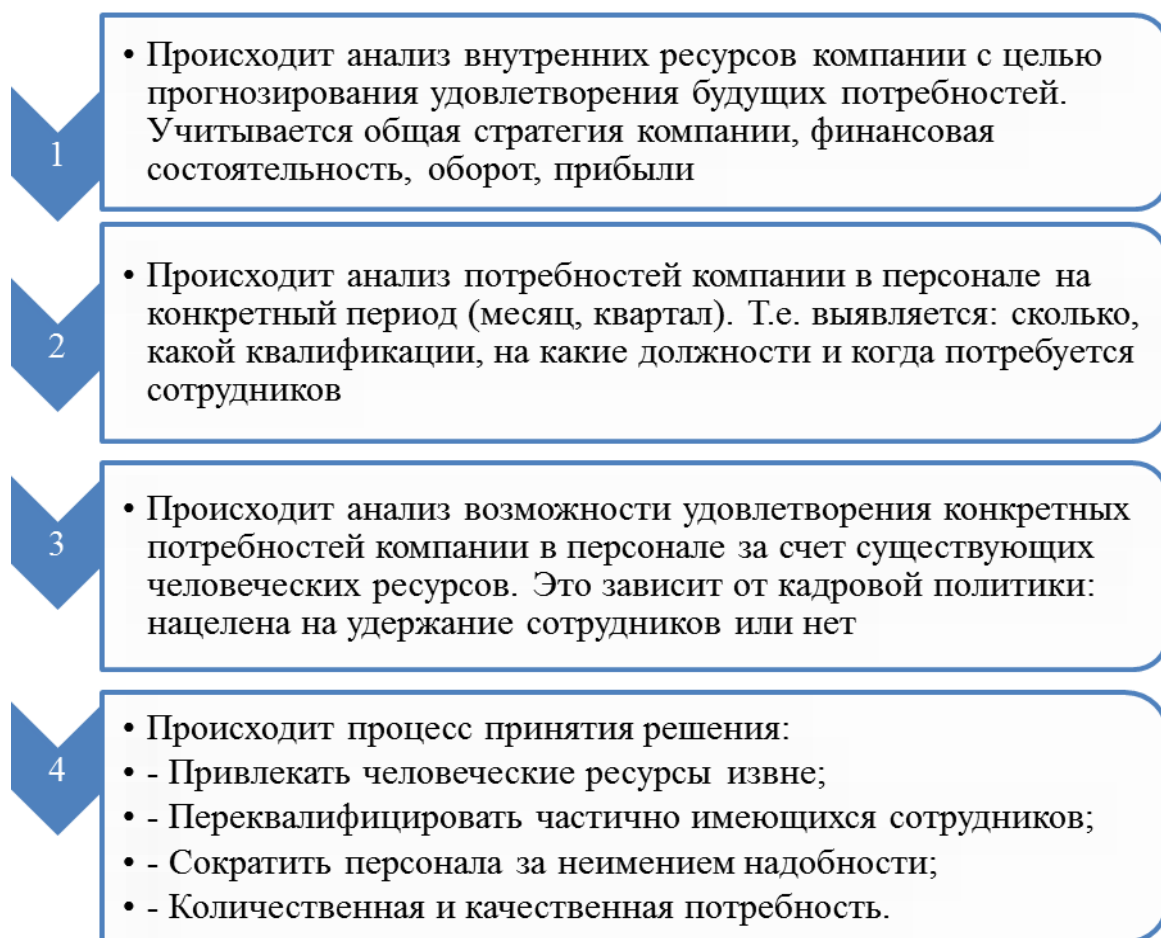 • Происходит анализ внутренних ресурсов компании с целью
прогнозирования удовлетворения будущих потребностей.
Учитывается общая стратегия компании, финансовая
1
состоятельность, оборот, прибыли
• Происходит анализ потребностей компании в персонале на
конкретный период (месяц, квартал). Т.е. выявляется: сколько,
2
какой квалификации, на какие должности и когда потребуется
сотрудников
• Происходит анализ возможности удовлетворения конкретных
3
потребностей компании в персонале за счет существующих
человеческих ресурсов. Это зависит от кадровой политики:
нацелена на удержание сотрудников или нет
• Происходит процесс принятия решения:
4
• - Привлекать человеческие ресурсы извне;
• - Переквалифицировать частично имеющихся сотрудников;
• - Сократить персонала за неимением надобности;
• - Количественная и качественная потребность.